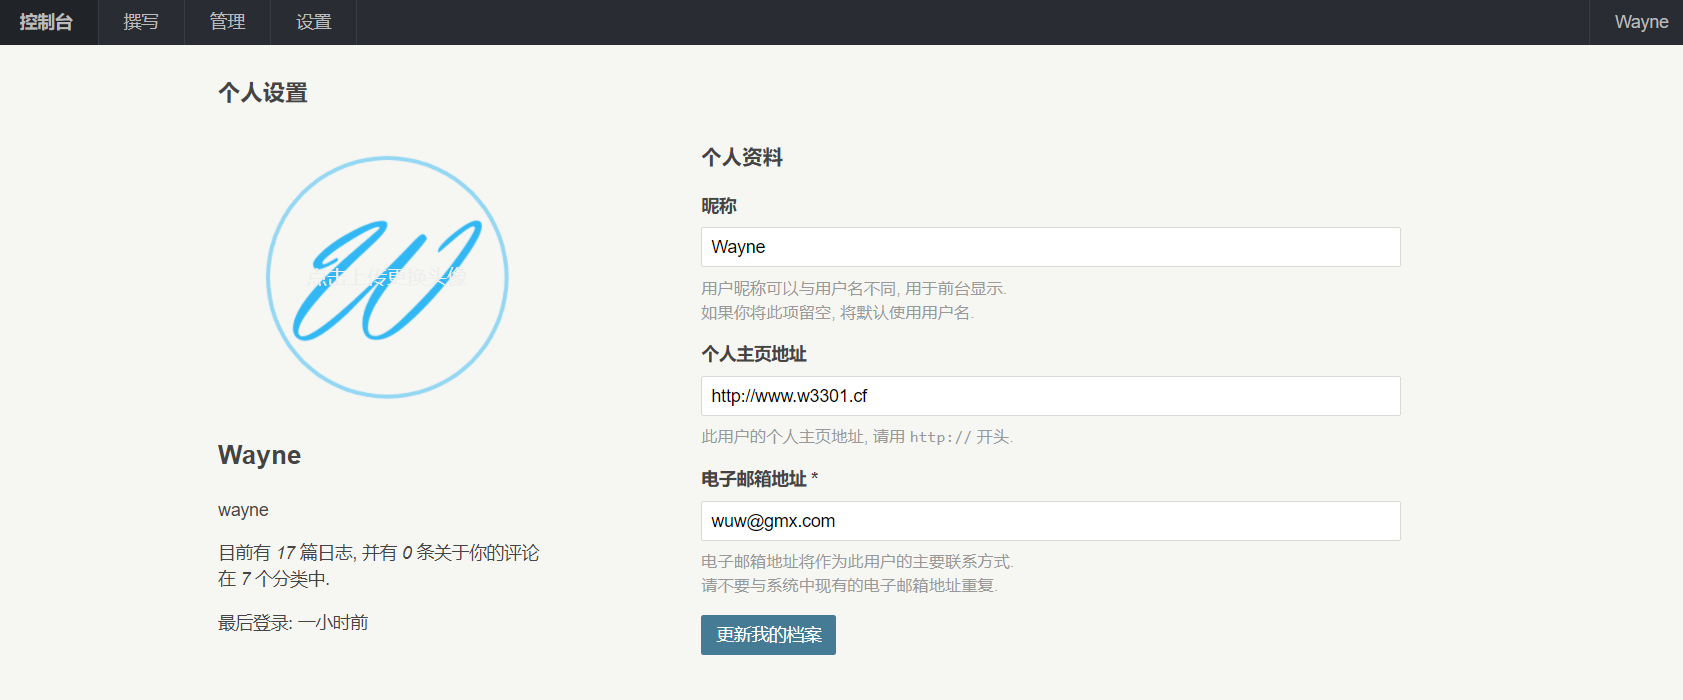 控制台 撰写 管理 设置 Wayne
个人设置
W
点击上传更换头像
Wayne
wayne
目前有 17 篇日志, 并有 0 条关于你的评论
在 7 个分类中.
最后登录: 一小时前
个人资料
昵称
Wayne
用户昵称可以与用户名不同, 用于前台显示.
如果你将此项留空, 将默认使用用户名.
个人主页地址
http://www.w3301.cf
此用户的个人主页地址, 请用 http:// 开头.
电子邮箱地址 *
wuw@gmx.com
电子邮箱地址将作为此用户的主要联系方式.
请不要与系统中现有的电子邮箱地址重复.
更新我的档案